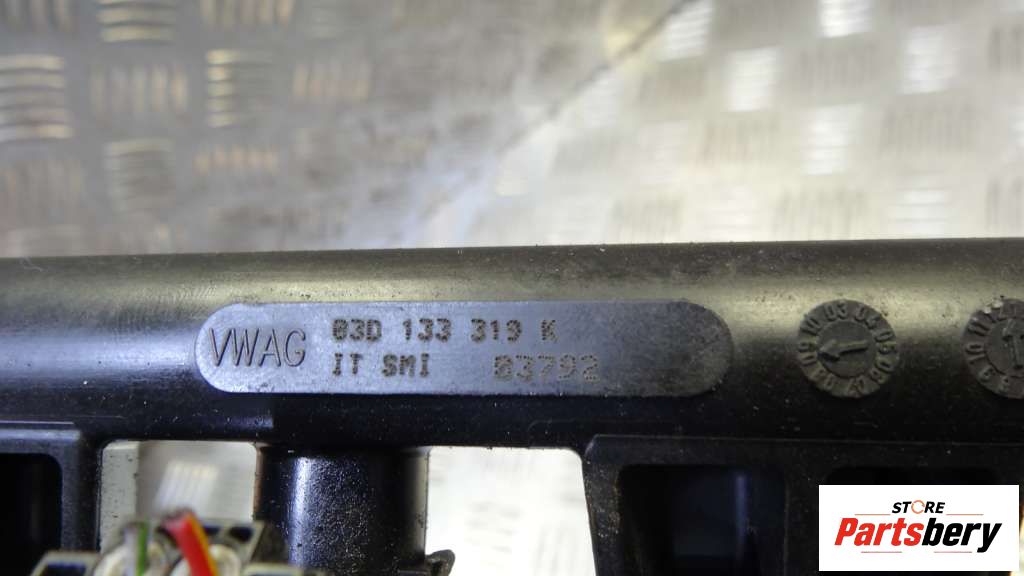 VWAG
03D 133 319 K
IT SMI 03792
STORE
Partsbery